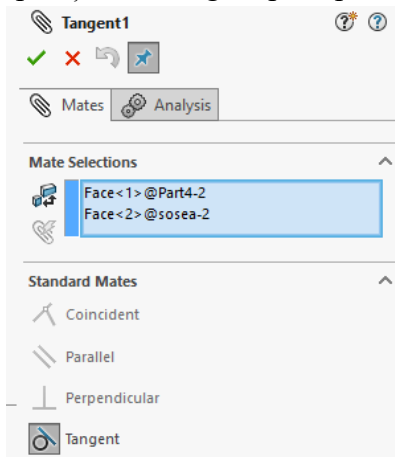 Tangent1
Mates Analysis
Mate Selections
Face<1>@Part4-2
Face<2>@sosea-2
Standard Mates
Coincident
Parallel
Perpendicular
Tangent